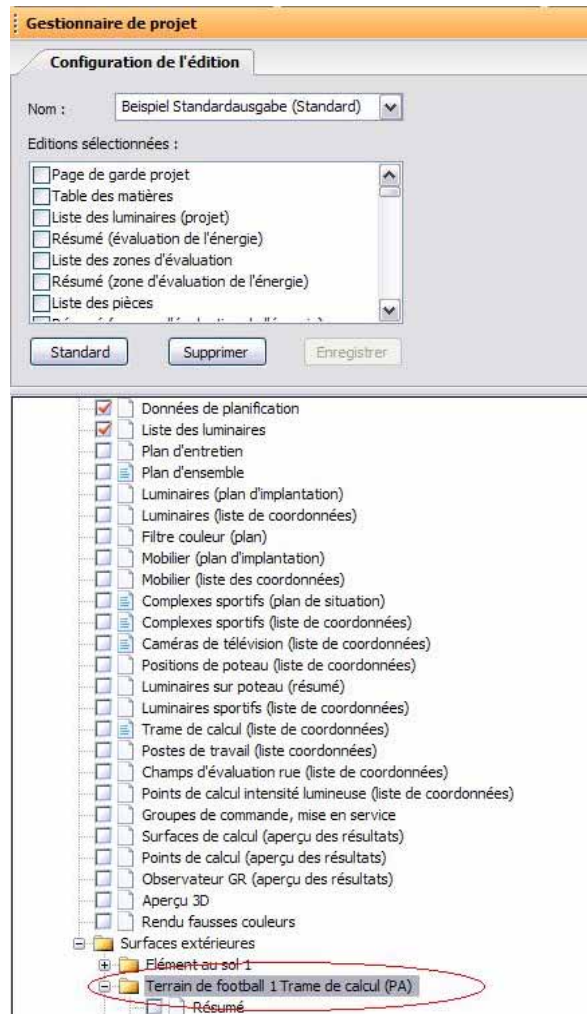 Gestionnaire de projet
Configuration de l'édition
Nom :
Beispiel Standardausgabe (Standard)
Editions sélectionnées :
Page de garde projet
Table des matières
Liste des luminaires (projet)
Résumé (évaluation de l'énergie)
Liste des zones d'évaluation
Résumé (zone d'évaluation de l'énergie)
Liste des pièces
Standard
Supprimer
Enregistrer
Données de planification
Liste des luminaires
Plan d'entretien
Plan d'ensemble
Luminaires (plan d'implantation)
Luminaires (liste de coordonnées)
Filtre couleur (plan)
Mobilier (plan d'implantation)
Mobilier (liste des coordonnées)
Complexes sportifs (plan de situation)
Complexes sportifs (liste de coordonnées)
Caméras de télévision (liste de coordonnées)
Positions de poteau (liste de coordonnées)
Luminaires sur poteau (résumé)
Luminaires sportifs (liste de coordonnées)
Trame de calcul (liste de coordonnées)
Postes de travail (liste coordonnées)
Champs d'évaluation rue (liste de coordonnées)
Points de calcul intensité lumineuse (liste de coordonnées)
Groupes de commande, mise en service
Surfaces de calcul (aperçu des résultats)
Points de calcul (aperçu des résultats)
Observateur GR (aperçu des résultats)
Aperçu 3D
Rendu fausses couleurs
Surfaces extérieures
Elément au sol 1
Terrain de football 1 Trame de calcul (PA)
Résumé